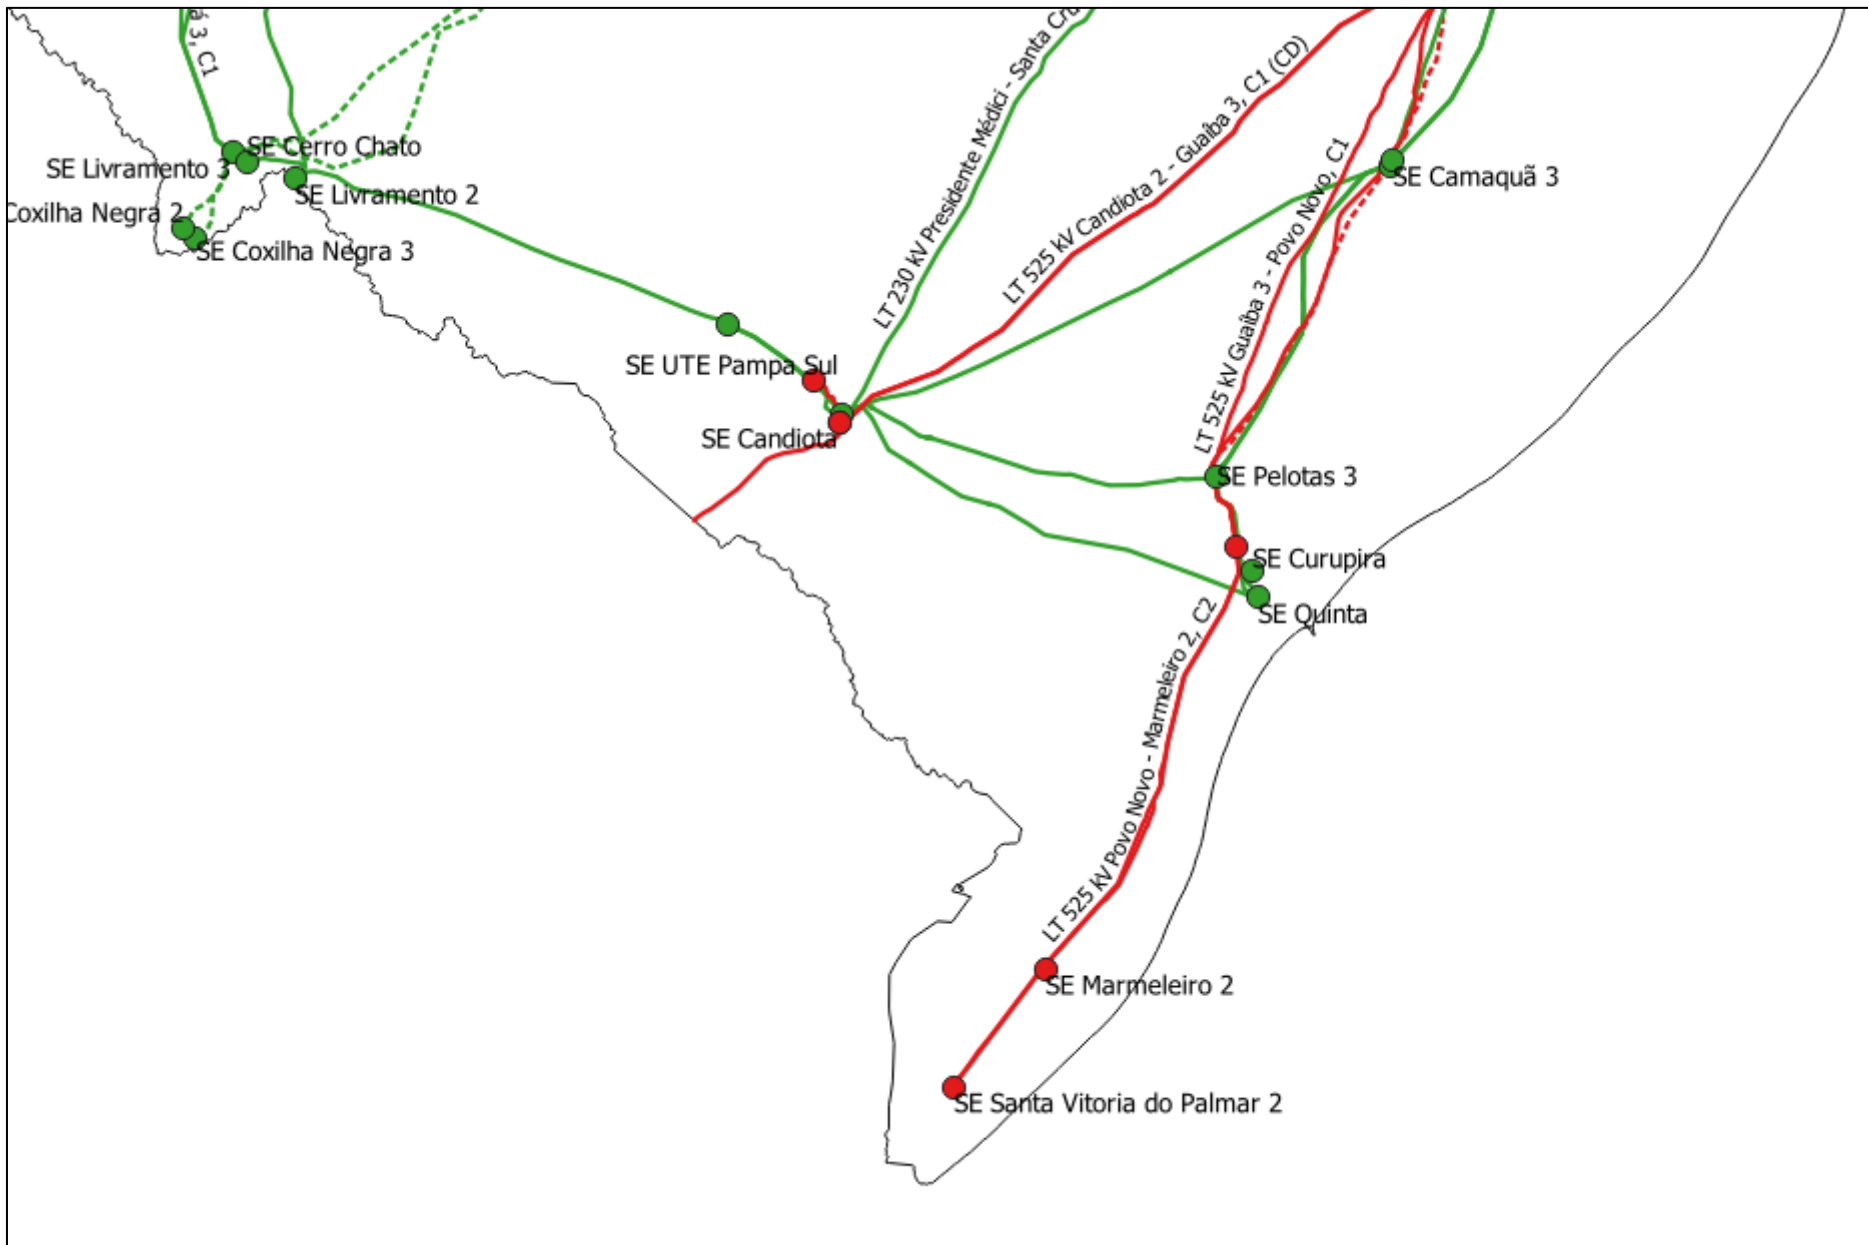 á 3, C1
LT 230 kV Presidente Médici - Santa Cru
LT 525 kV Candiota 2 - Guaíba 3, C1 (CD)
LT 525 kV Guaíba 3 - Povo Novo, C1
SE Cerro Chato
SE Livramento 3
SE Livramento 2
SE Camaquã 3
Coxilha Negra 2
SE Coxilha Negra 3
SE UTE Pampa Sul
SE Candiota
SE Pelotas 3
SE Curupira
SE Quinta
LT 525 kV Povo Novo - Marmeleiro 2, C2
SE Marmeleiro 2
SE Santa Vitoria do Palmar 2